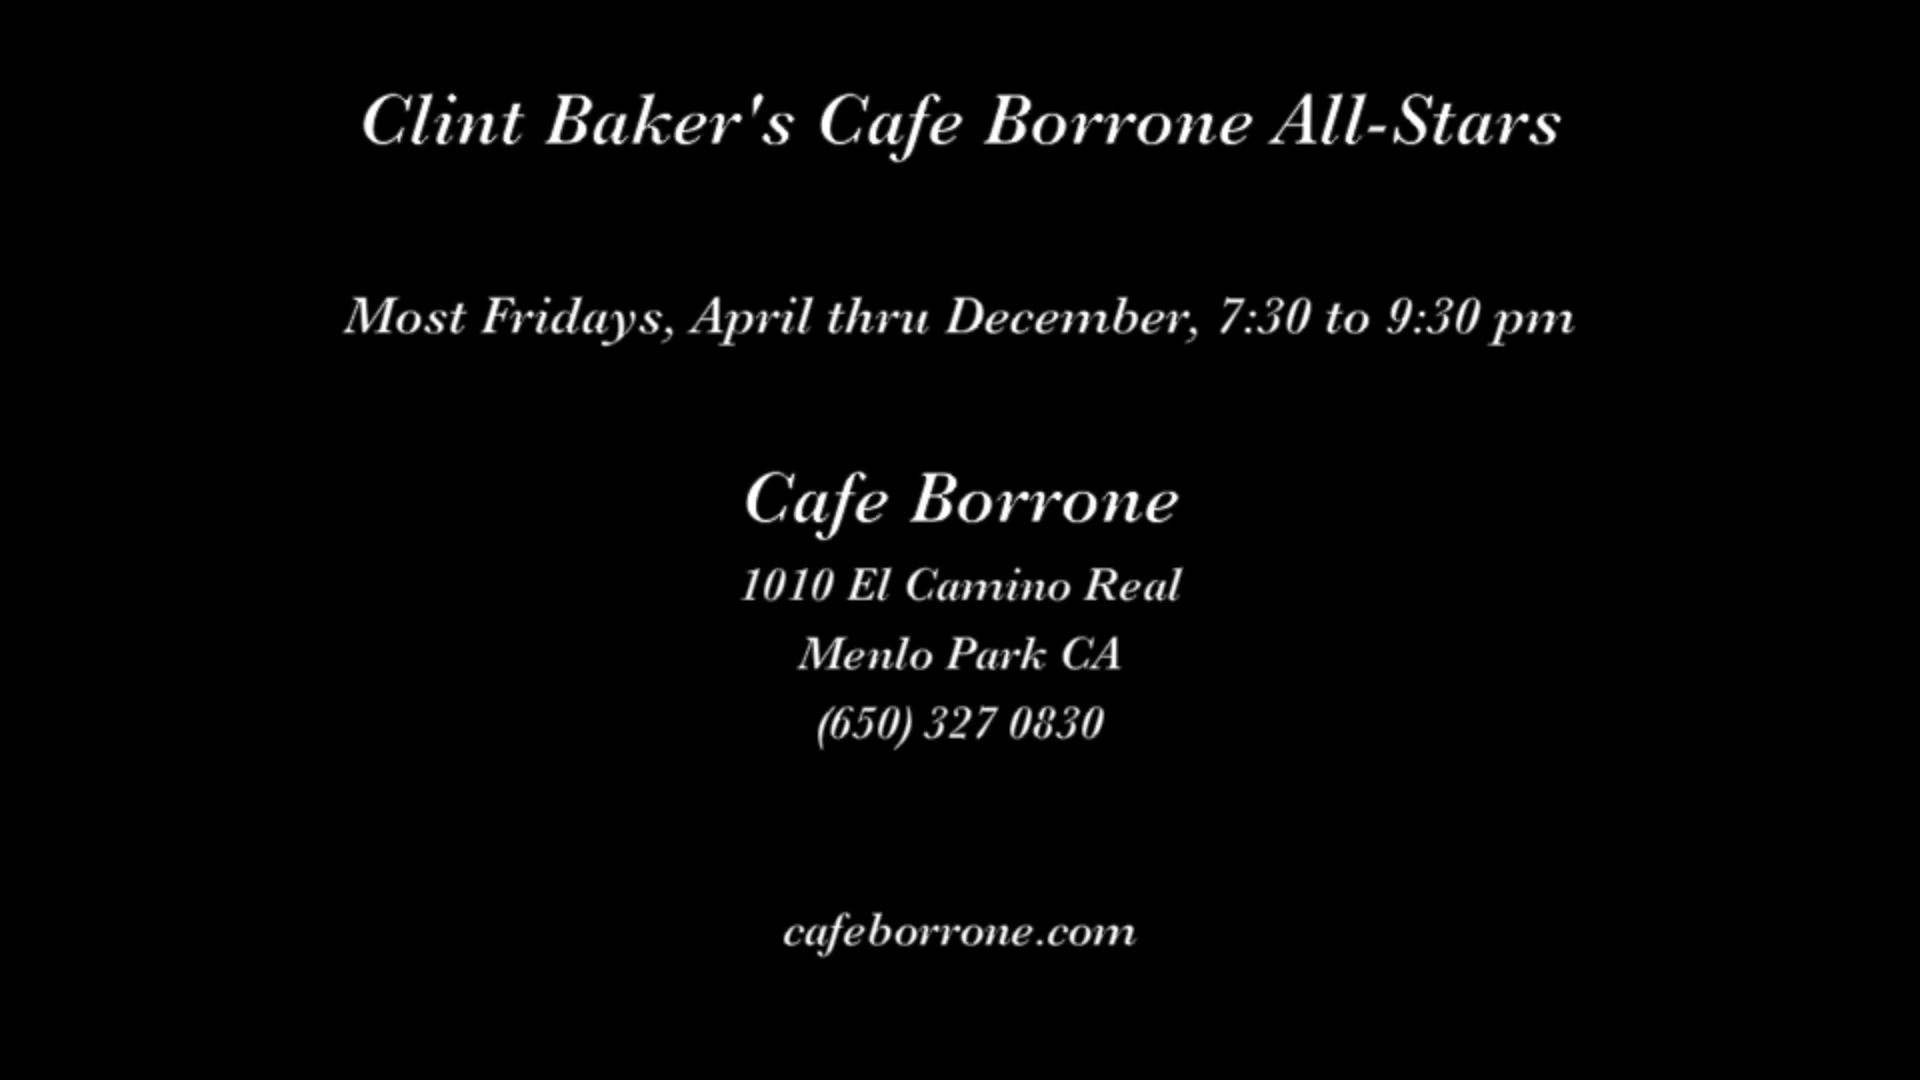 Clint Baker's Cafe Borrone All-Stars
Most Fridays, April thru December, 7:30 to 9:30 pm
Cafe Borrone
1010 El Camino Real
Menlo Park CA
(650) 327 0830
cafeborrone.com